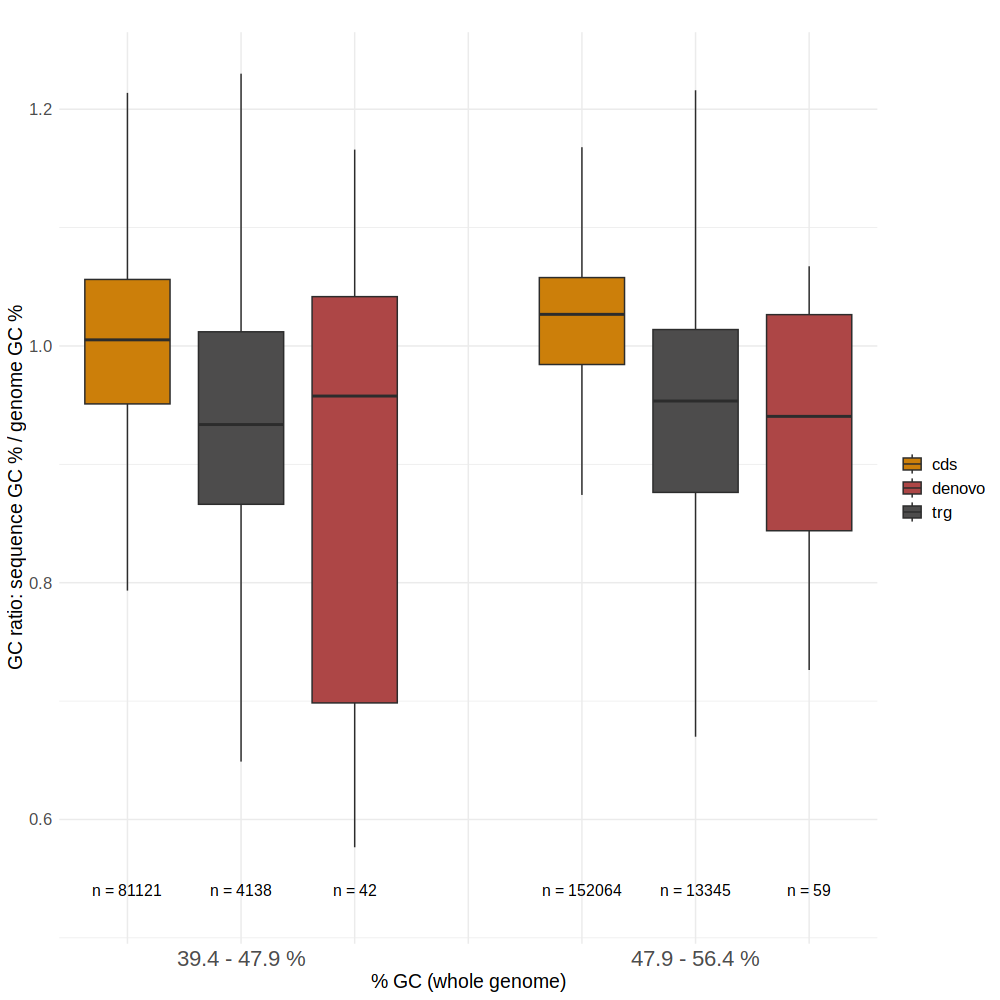 GC ratio: sequence GC % / genome GC %
1.2
1.0
0.8
0.6
n = 81121
n = 4138
n = 42
n = 152064
n = 13345
n = 59
39.4 - 47.9 %
47.9 - 56.4 %
% GC (whole genome)
cds
denovo
trg